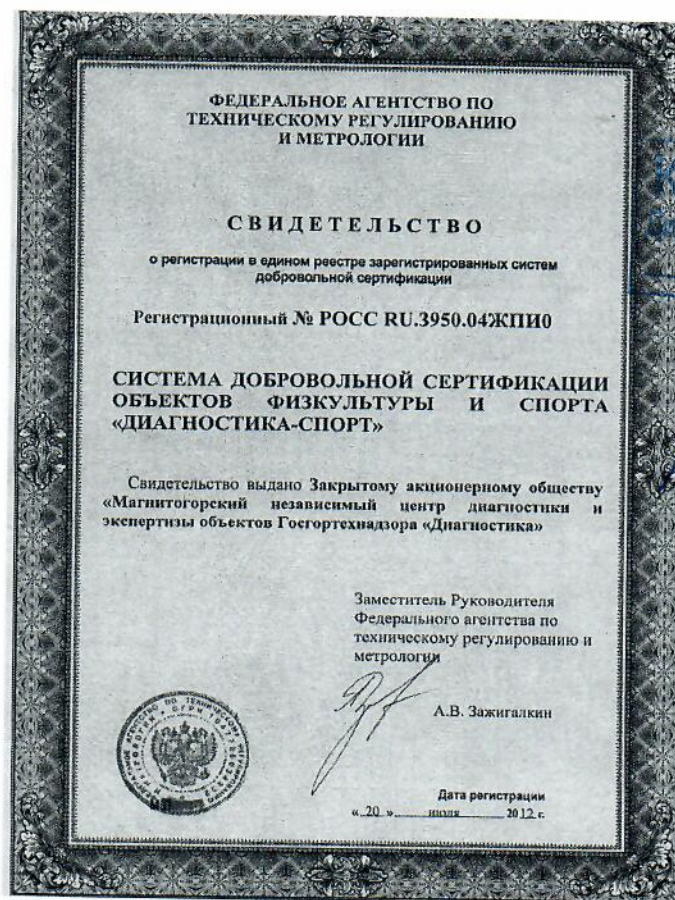 ФЕДЕРАЛЬНОЕ АГЕНТСТВО ПО
ТЕХНИЧЕСКОМУ РЕГУЛИРОВАНИЮ
И МЕТРОЛОГИИ
СВИДЕТЕЛЬСТВО
о регистрации в едином реестре зарегистрированных систем
добровольной сертификации
Регистрационный № РОСС RU.3950.04ЖПИ0
СИСТЕМА ДОБРОВОЛЬНОЙ СЕРТИФИКАЦИИ
ОБЪЕКТОВ ФИЗКУЛЬТУРЫ И СПОРТА
«ДИАГНОСТИКА-СПОРТ»
Свидетельство выдано Закрытому акционерному обществу
«Магнитогорский независимый центр диагностики и
экспертизы объектов Госгортехнадзора «Диагностика»
Заместитель Руководителя
Федерального агентства по
техническому регулированию и
метрологии
А.В. Зажигалкин
Дата регистрации
« 20 » июля 2012 г.